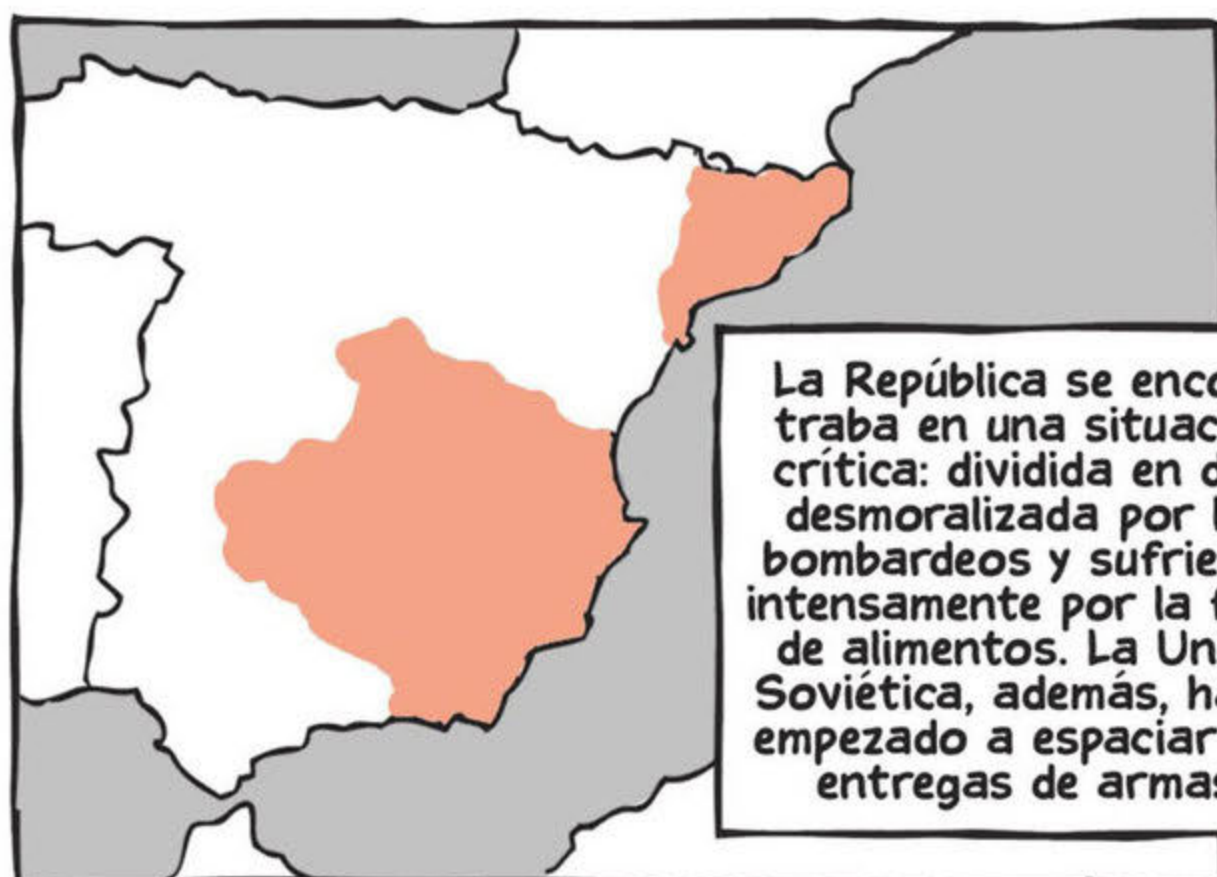 La República se enco
traba en una situac
crítica: dividida en d
desmoralizada por l
bombardeos y sufrie
intensamente por la f
de alimentos. La Un
Soviética, además, ha
empezado a espaciar
entregas de armas